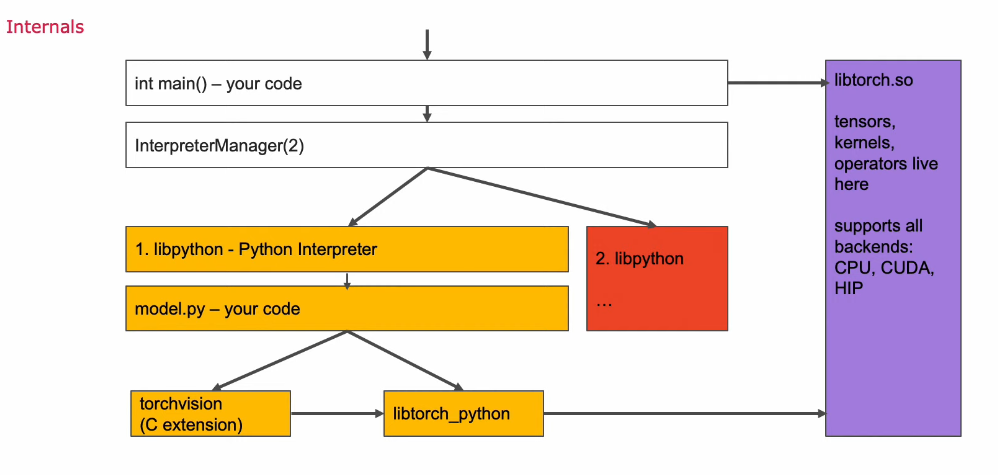 Internals
int main() – your code
InterpreterManager(2)
1. libpython - Python Interpreter
model.py – your code
torchvision
(C extension)
libtorch_python
2. libpython
…
libtorch.so
tensors,
kernels,
operators live
here
supports all
backends:
CPU, CUDA,
HIP